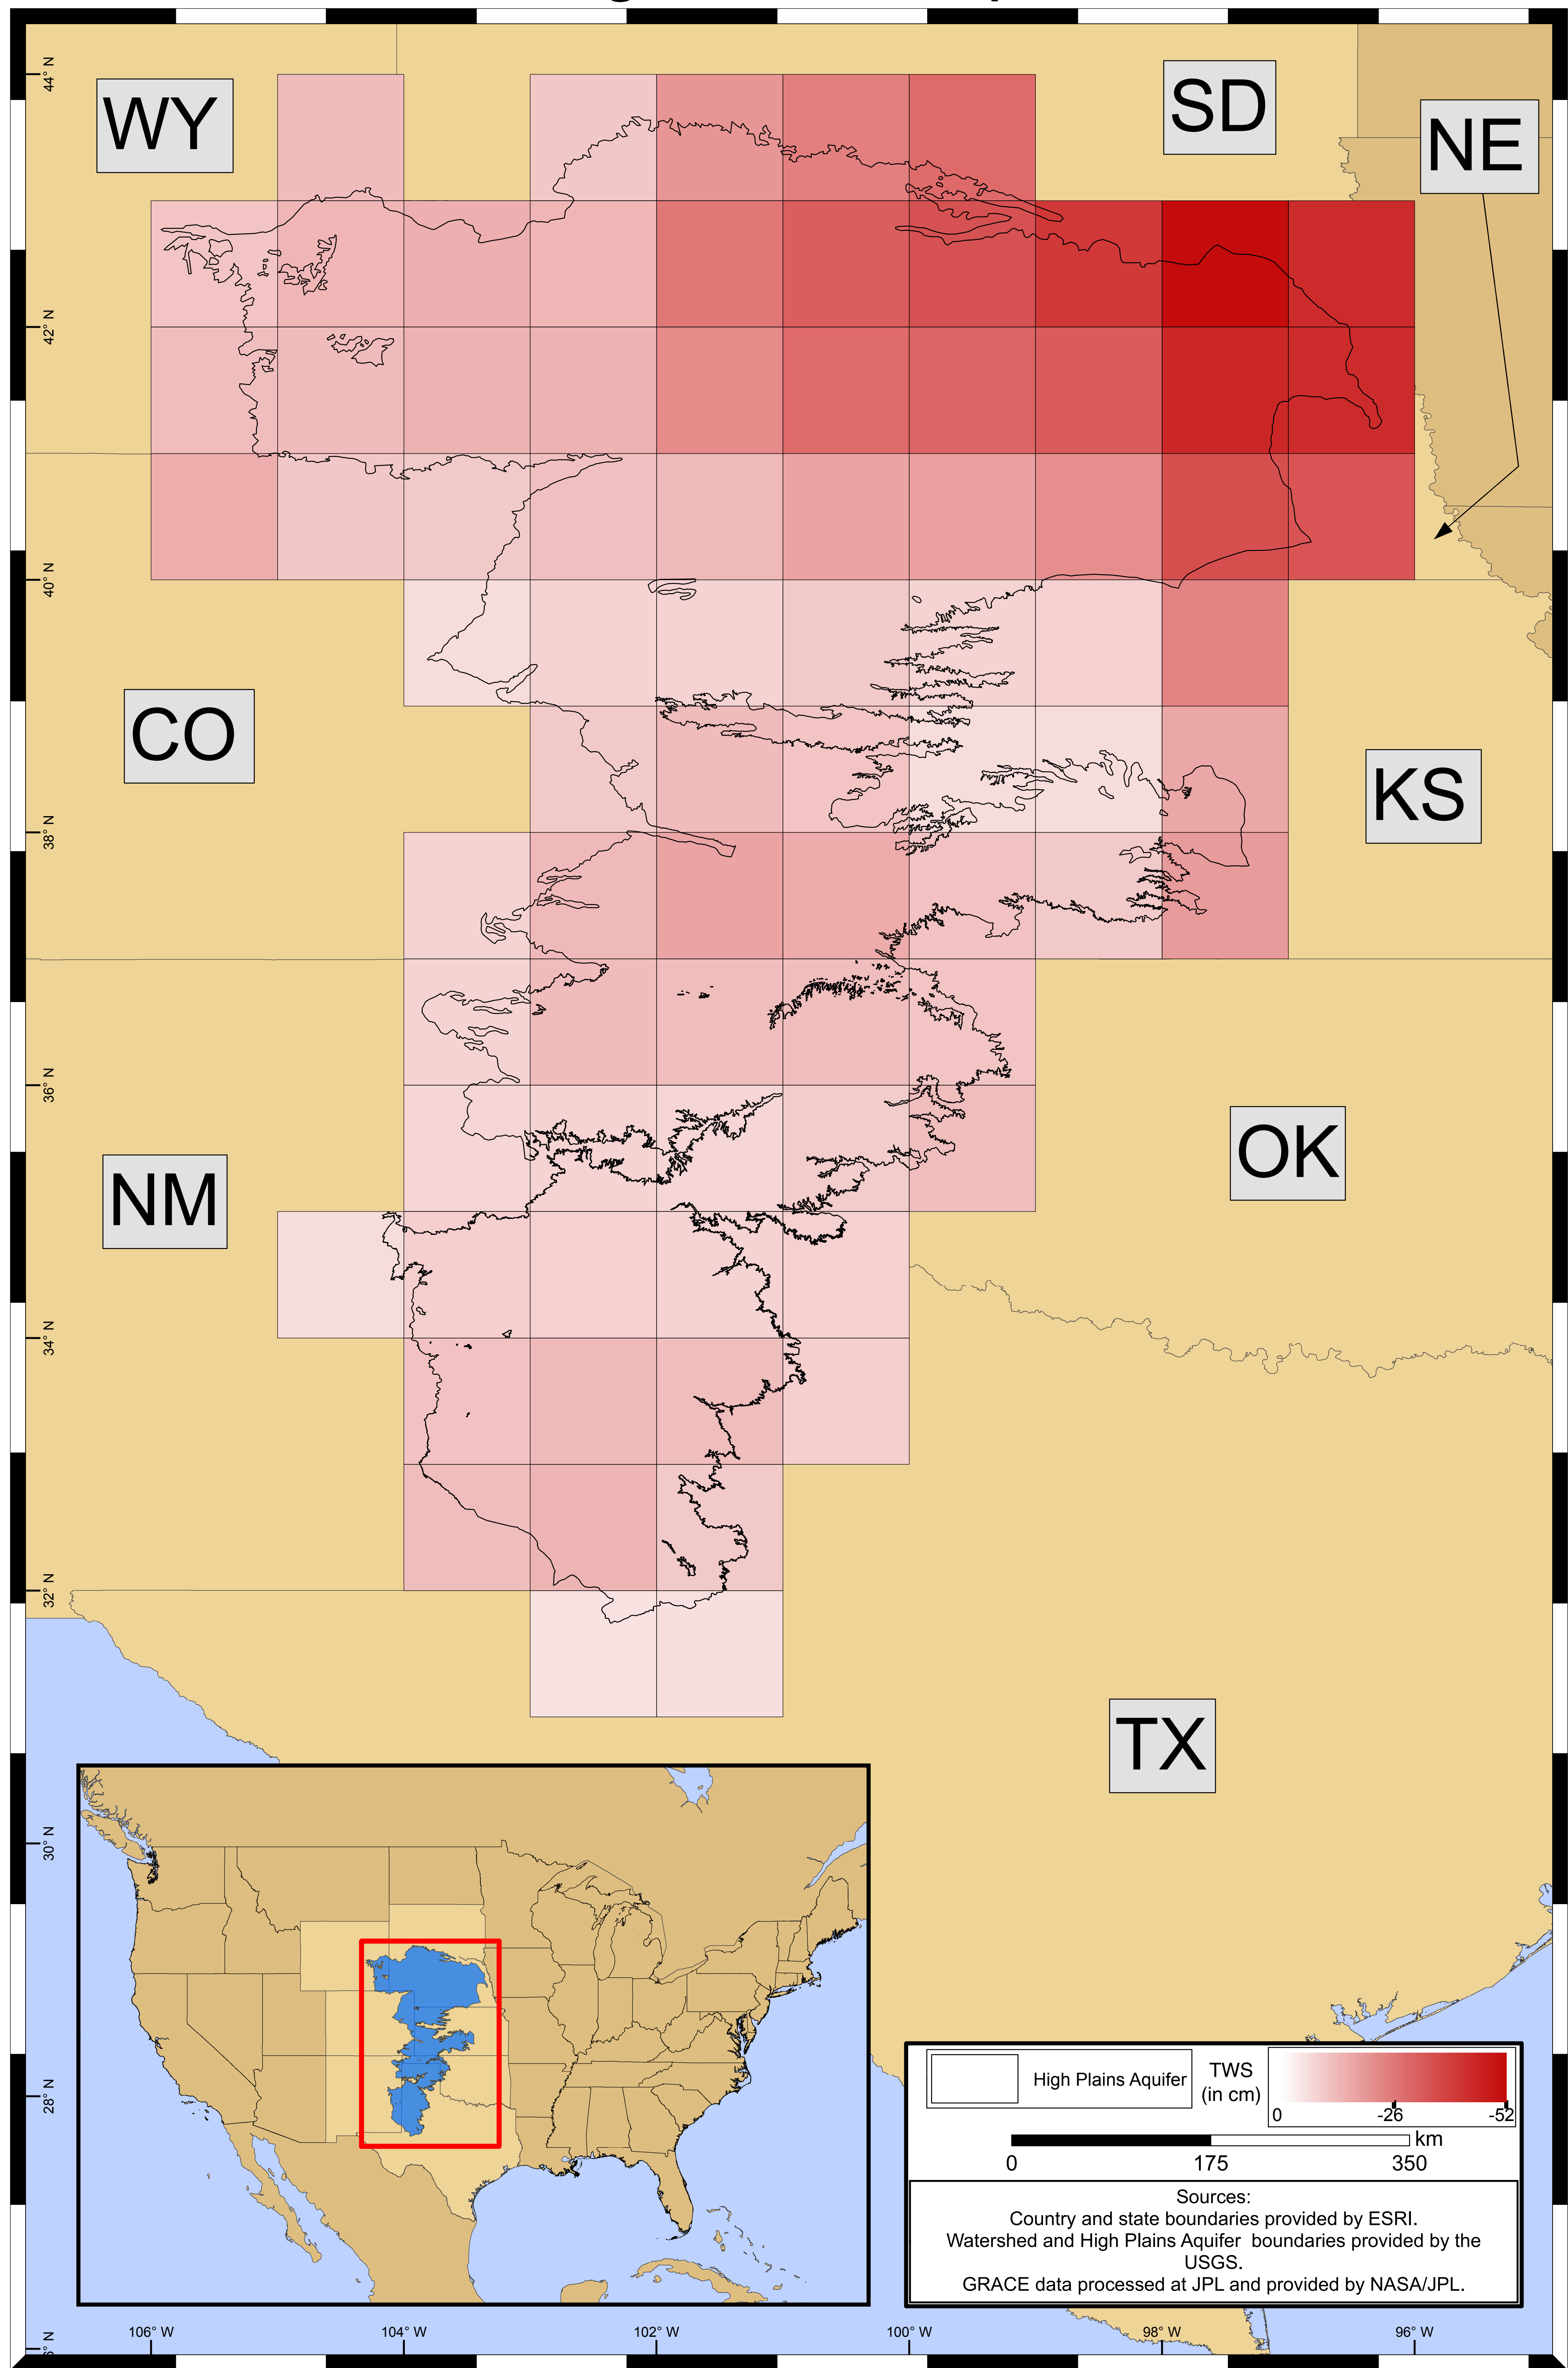 44° N
WY
SD
NE
42° N
40° N
CO
KS
38° N
36° N
OK
NM
34° N
32° N
TX
30° N
28° N
High Plains Aquifer
TWS
(in cm)
0 -26 -52
km
0 175 350
Sources:
Country and state boundaries provided by ESRI.
Watershed and High Plains Aquifer boundaries provided by the
USGS.
GRACE data processed at JPL and provided by NASA/JPL.
106° W 104° W 102° W 100° W 98° W 96° W